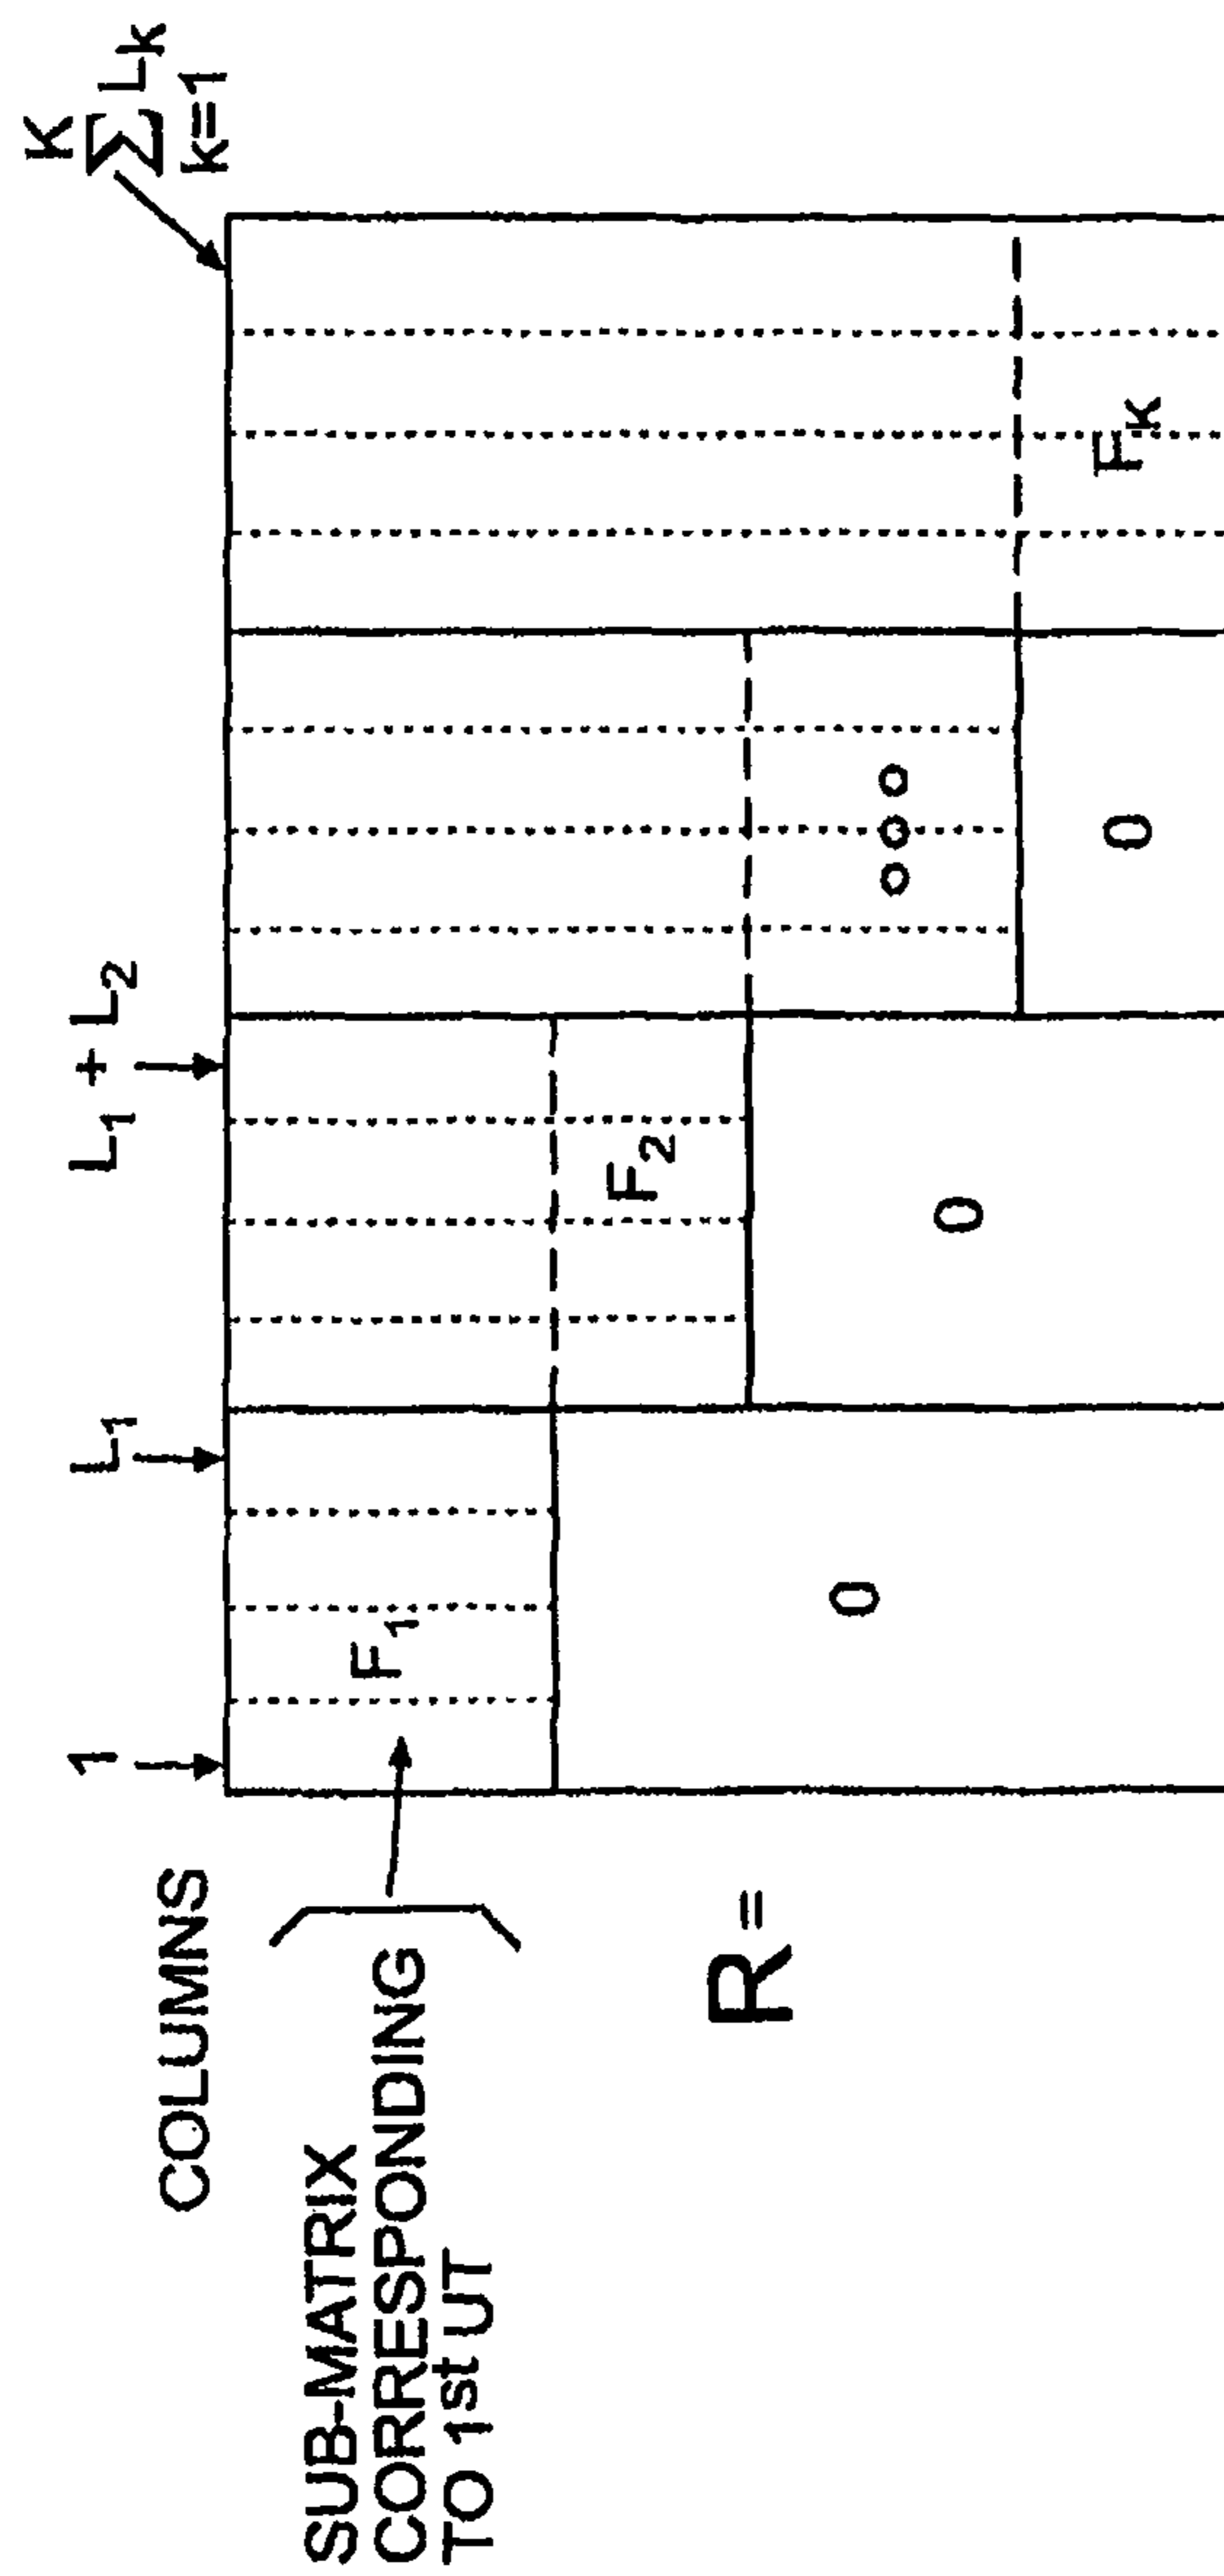 COLUMNS
1
L1
L1 + L2
K
∑ Lk
k=1
SUB-MATRIX
CORRESPONDING
TO 1st UT
F1
F2
FK
R =
0
0
0